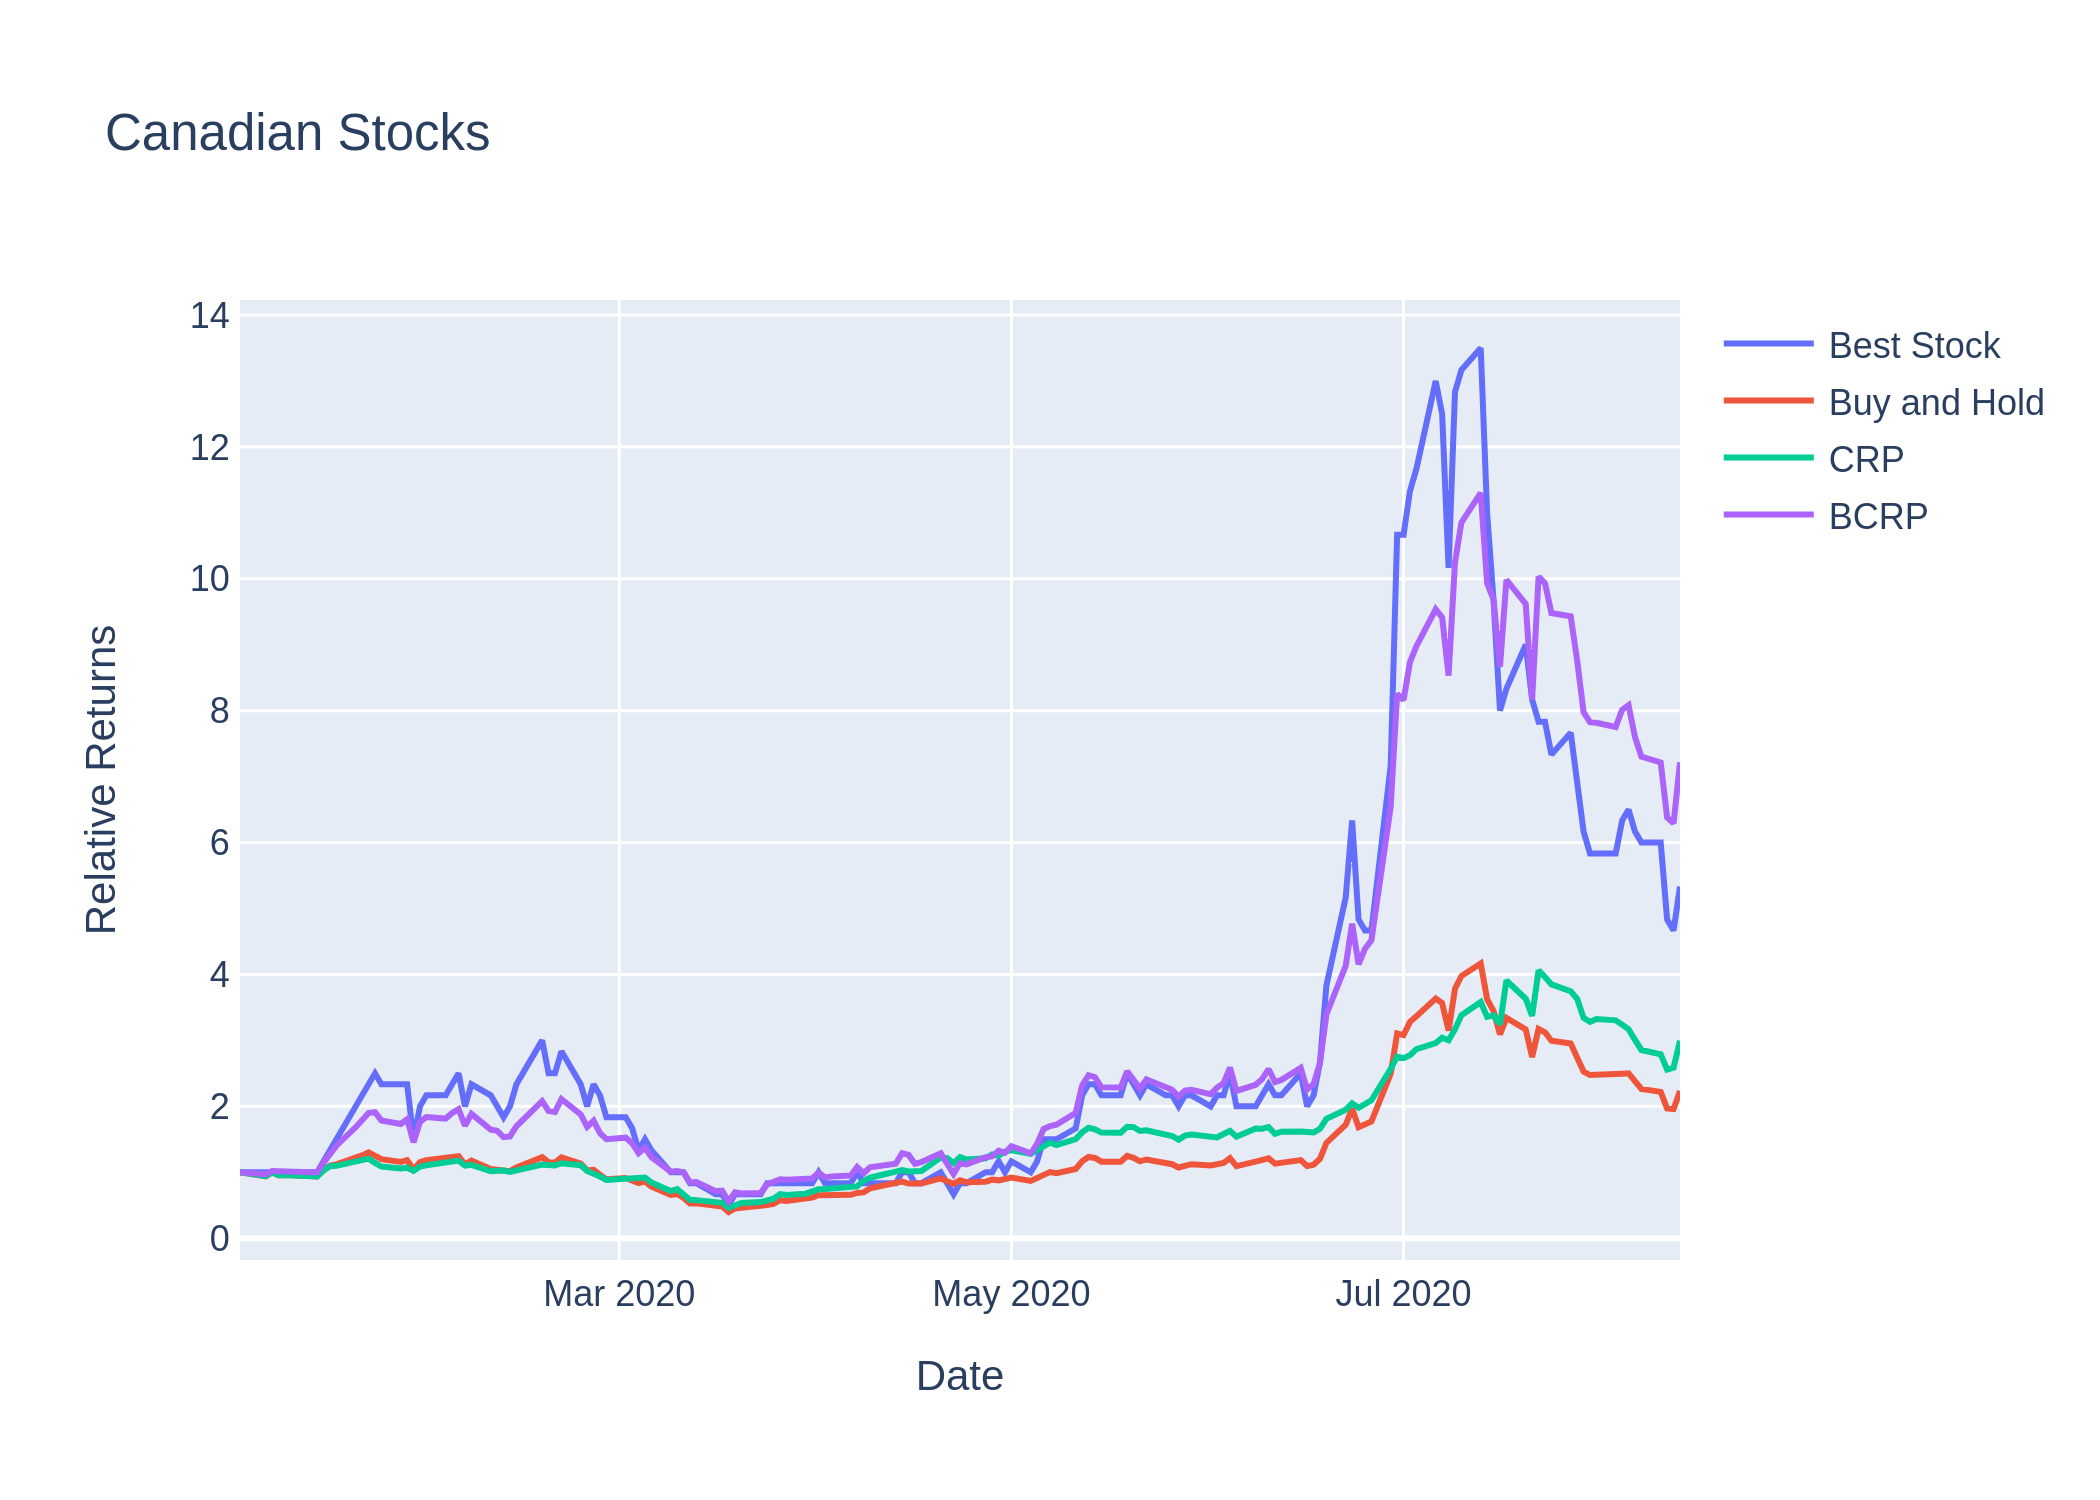 Canadian Stocks
14
12
10
8
6
4
2
0
Relative Returns
Mar 2020
May 2020
Jul 2020
Date
Best Stock
Buy and Hold
CRP
BCRP